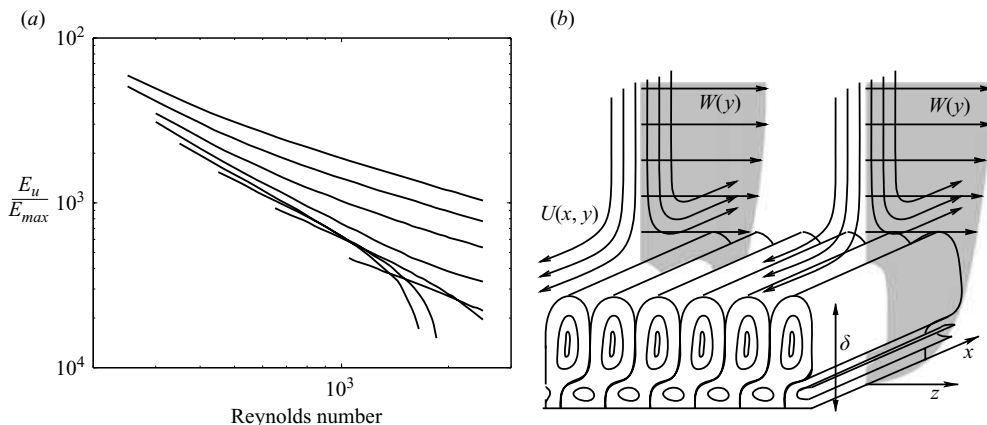 (a)
10²
10³
10⁴
E_u
E_max
10³
Reynolds number
(b)
W(y)
W(y)
U(x, y)
δ
x
z